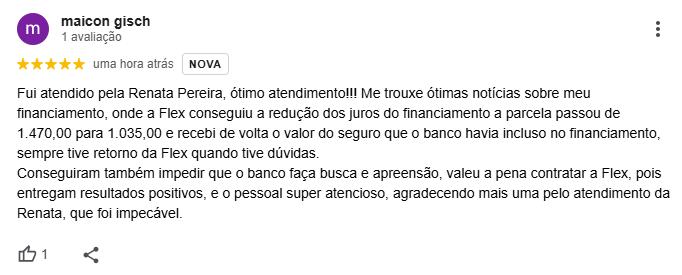 m
maicon gisch
1 avaliação
uma hora atrás NOVA
Fui atendido pela Renata Pereira, ótimo atendimento!!! Me trouxe ótimas notícias sobre meu
financiamento, onde a Flex conseguiu a redução dos juros do financiamento a parcela passou de
1.470,00 para 1.035,00 e recebi de volta o valor do seguro que o banco havia incluso no financiamento,
sempre tive retorno da Flex quando tive dúvidas.
Conseguiram também impedir que o banco faça busca e apreensão, valeu a pena contratar a Flex, pois
entregam resultados positivos, e o pessoal super atencioso, agradecendo mais uma pelo atendimento da
Renata, que foi impecável.
1